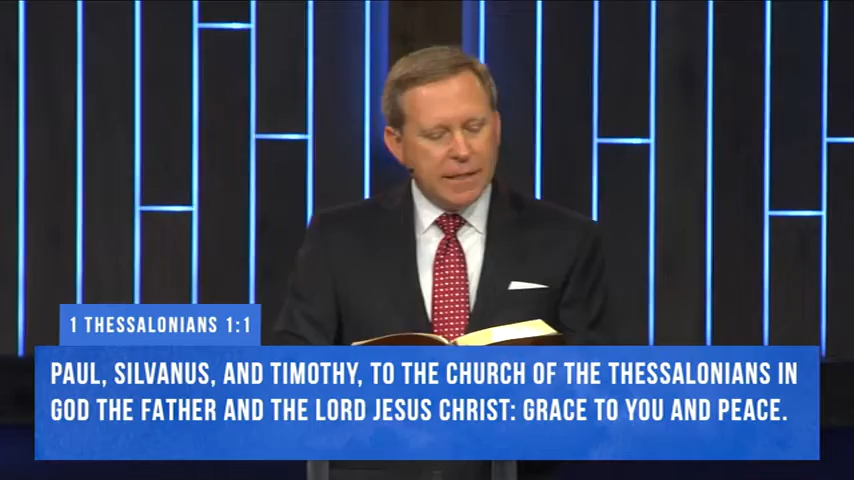 1 THESSALONIANS 1:1
PAUL, SILVANUS, AND TIMOTHY, TO THE CHURCH OF THE THESSALONIANS IN
GOD THE FATHER AND THE LORD JESUS CHRIST: GRACE TO YOU AND PEACE.